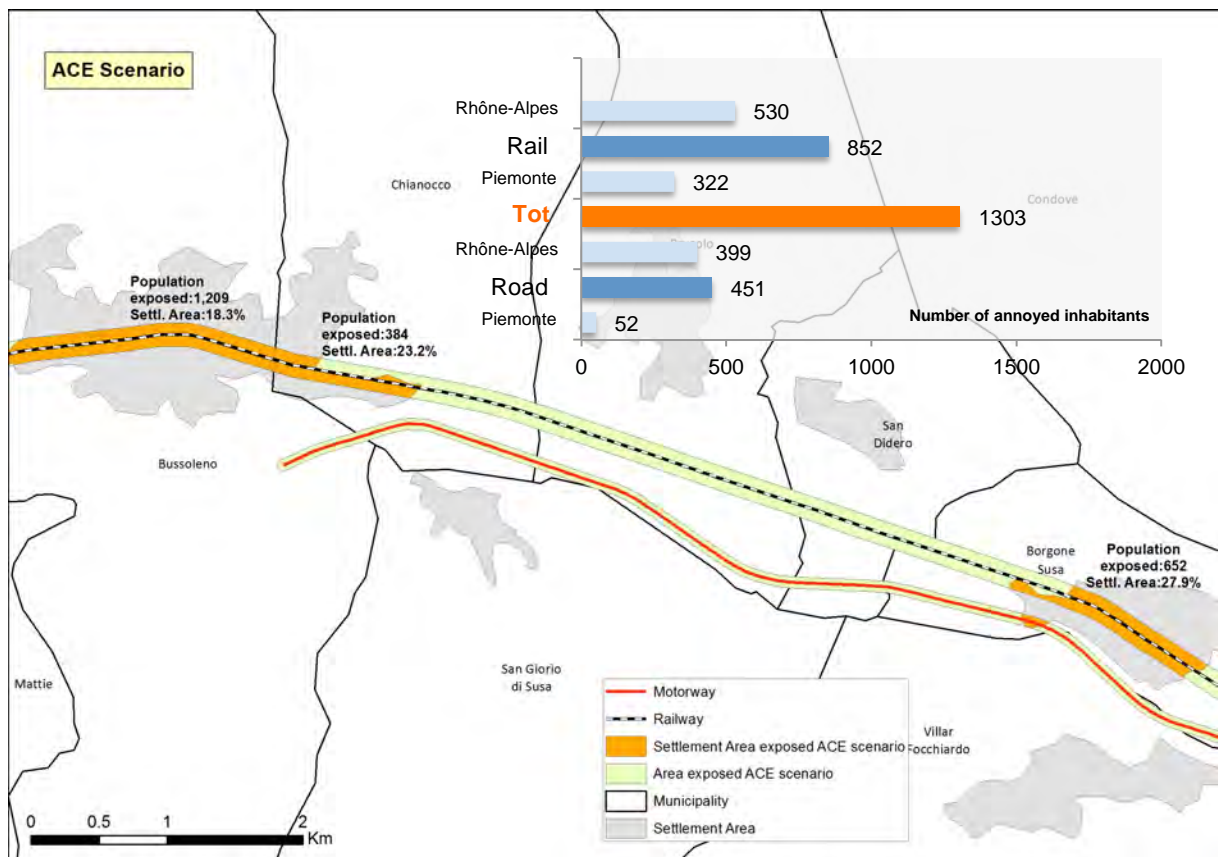 ACE Scenario
Rhône-Alpes
530
Rail
852
Piemonte
322
Tot
1303
Rhône-Alpes
399
Road
451
Piemonte
52
Number of annoyed inhabitants
0
500
1000
1500
2000
Chianocco
Condove
Population
exposed:1,209
Settl. Area:18.3%
Population
exposed:384
Settl. Area:23.2%
Bussoleno
San
Didero
Borgone
Susa
Population
exposed:652
Settl. Area:27.9%
Mattie
San Giorio
di Susa
Villar
Focchiardo
Motorway
Railway
Settlement Area exposed ACE scenario
Area exposed ACE scenario
Municipality
Settlement Area
0 0.5 1 2
Km